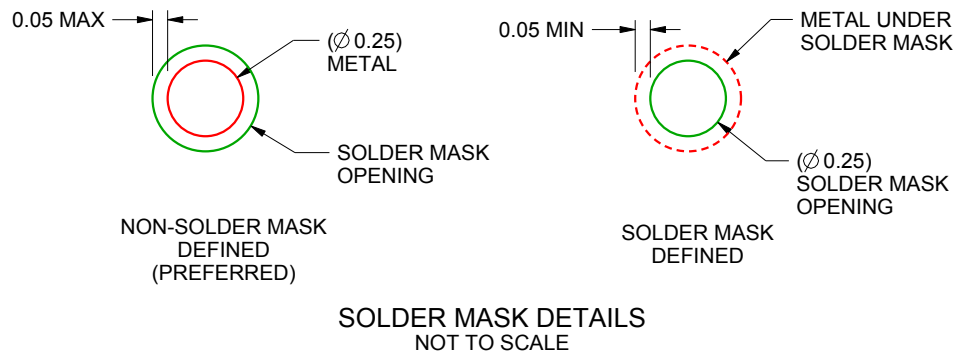 0.05 MAX
(Ø 0.25)
METAL
SOLDER MASK
OPENING
NON-SOLDER MASK
DEFINED
(PREFERRED)
0.05 MIN
METAL UNDER
SOLDER MASK
(Ø 0.25)
SOLDER MASK
OPENING
SOLDER MASK
DEFINED
SOLDER MASK DETAILS
NOT TO SCALE